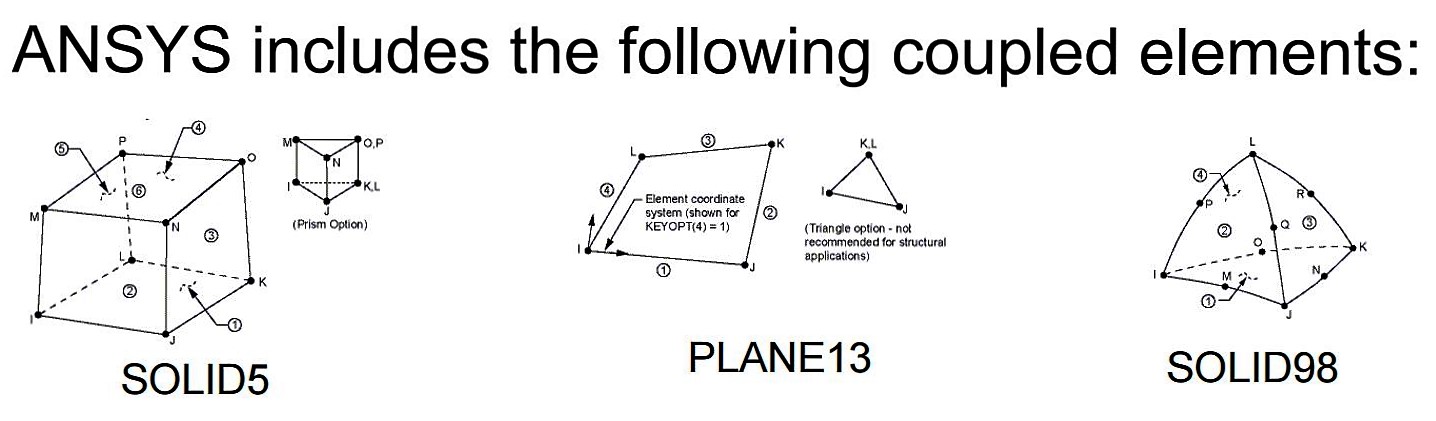 ANSYS includes the following coupled elements:
P
4
5
O
6
M
N
3
L
K
2
I
1
J
M
O,P
N
I
K,L
J
(Prism Option)
SOLID5
3
K
L
4
Element coordinate
system (shown for
KEYOPT(4) = 1)
2
I
J
1
K,L
I
J
(Triangle option - not
recommended for structural
applications)
PLANE13
L
4
R
P
Q
3
2
O
K
I
M
N
1
J
SOLID98